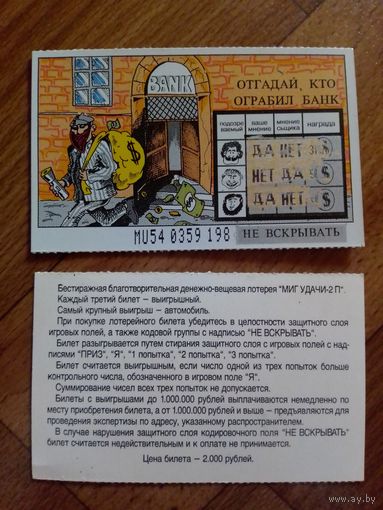 BANK
ОТГАДАЙ, КТО
ОГРАБИЛ БАНК
подозре ваемый ваше мнение мнение сыщика награда
ДА НЕТ
НЕТ ДА
ДА НЕТ
MU54 0359 198 НЕ ВСКРЫВАТЬ
Бестиражная благотворительная денежно-вещевая лотерея "МИГ УДАЧИ-2 П".
Каждый третий билет – выигрышный.
Самый крупный выигрыш – автомобиль.
При покупке лотерейного билета убедитесь в целостности защитного слоя
игровых полей, а также кодовой группы с надписью "НЕ ВСКРЫВАТЬ".
Билет разыгрывается путем стирания защитного слоя с игровых полей с над-
писями "ПРИЗ", "Я", "1 попытка", "2 попытка", "3 попытка".
Билет считается выигрышным, если число одной из трех попыток больше
контрольного числа, обозначенного в игровом поле "Я".
Суммирование чисел всех трех попыток не допускается.
Билеты с выигрышами до 1.000.000 рублей выплачиваются немедленно по
месту приобретения билета, а от 1.000.000 рублей и выше – предъявляются для
проведения экспертизы по адресу, указанному распространителем.
В случае нарушения защитного слоя кодировочного поля "НЕ ВСКРЫВАТЬ"
билет считается недействительным и к оплате не принимается.
Цена билета – 2.000 рублей.
www.ay.by